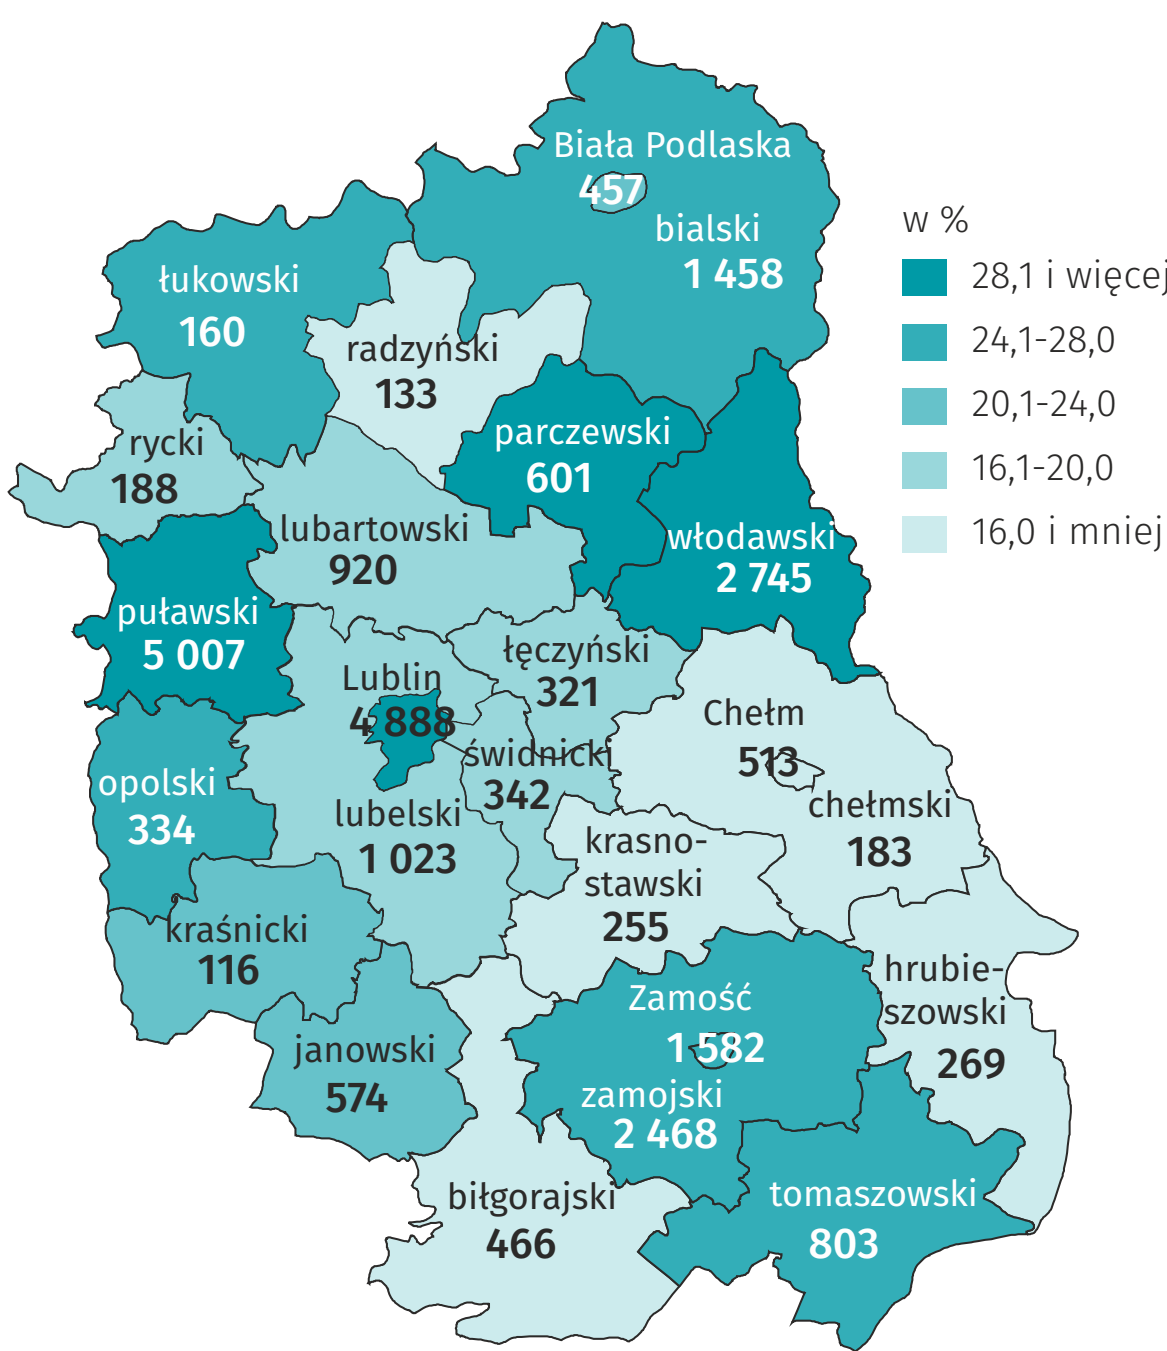 Biała Podlaska
457
bialski
1 458
w %
28,1 i więcej
24,1-28,0
20,1-24,0
16,1-20,0
16,0 i mniej
łukowski
160
radzyński
133
rycki
188
parczewski
601
lubartowski
920
włodawski
2 745
puławski
5 007
łęczyński
321
Lublin
4 888
Chełm
513
świdnicki
342
opolski
334
lubelski
1 023
chełmski
183
krasno-
stawski
255
kraśnicki
116
hrubie-
szowski
269
Zamość
1 582
janowski
574
zamojski
2 468
biłgorajski
466
tomaszowski
803